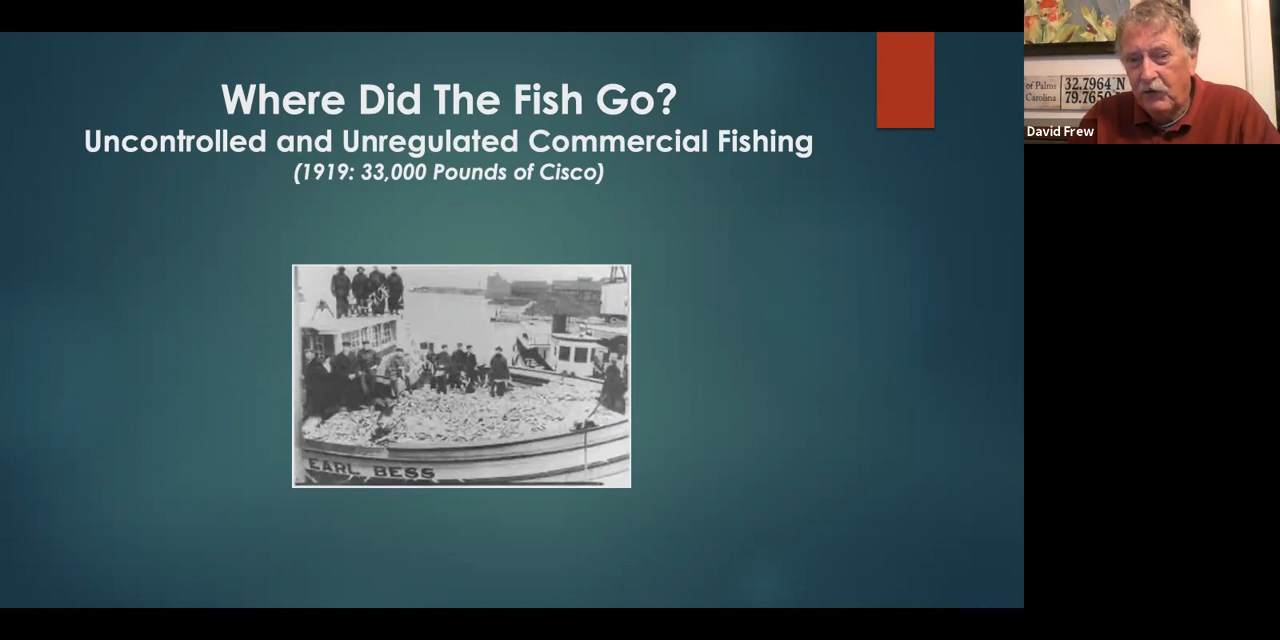 Where Did The Fish Go?
Uncontrolled and Unregulated Commercial Fishing
(1919: 33,000 Pounds of Cisco)
EARL BESS
of Palms
Carolina
32.7964 N
79.765
David Frew